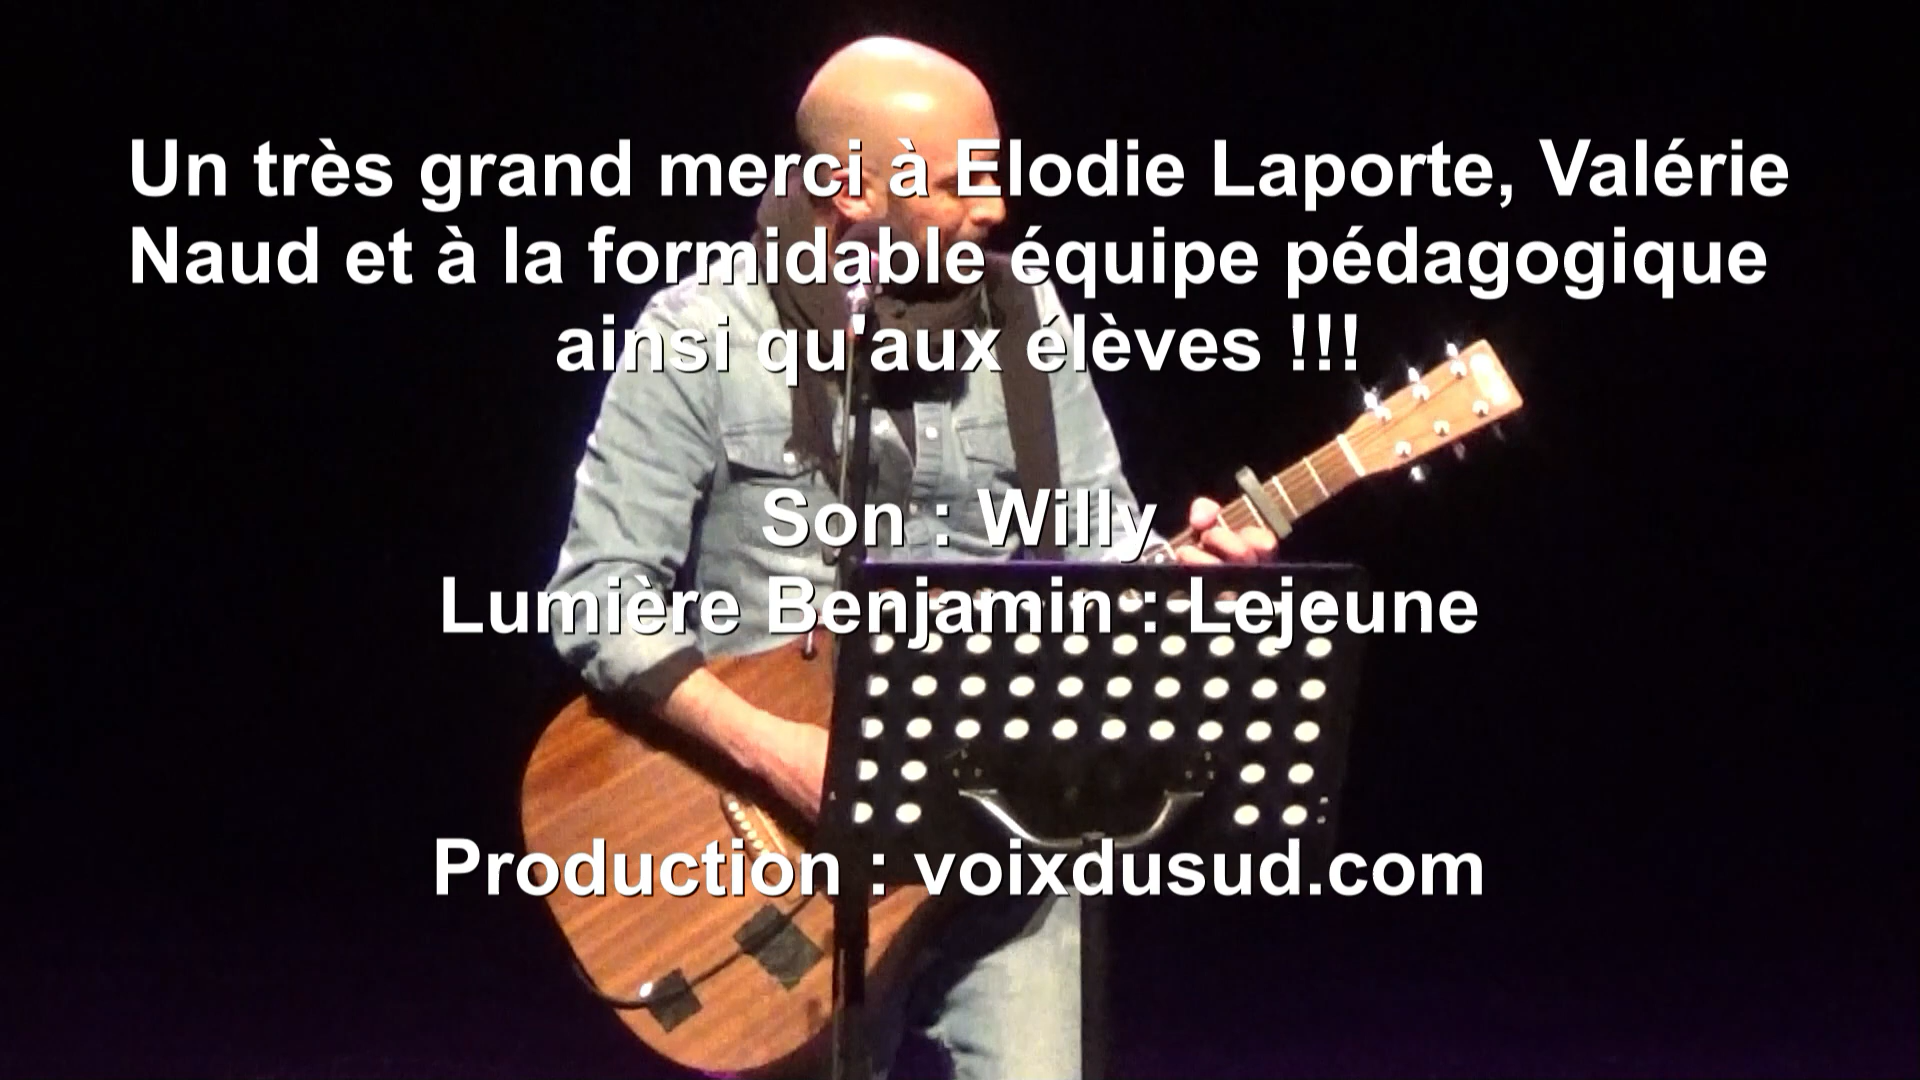 Un très grand merci à Elodie Laporte, Valérie
Naud et à la formidable équipe pédagogique
ainsi qu'aux élèves !!!
Son : Willy
Lumière Benjamin : Lejeune
Production : voixdusud.com